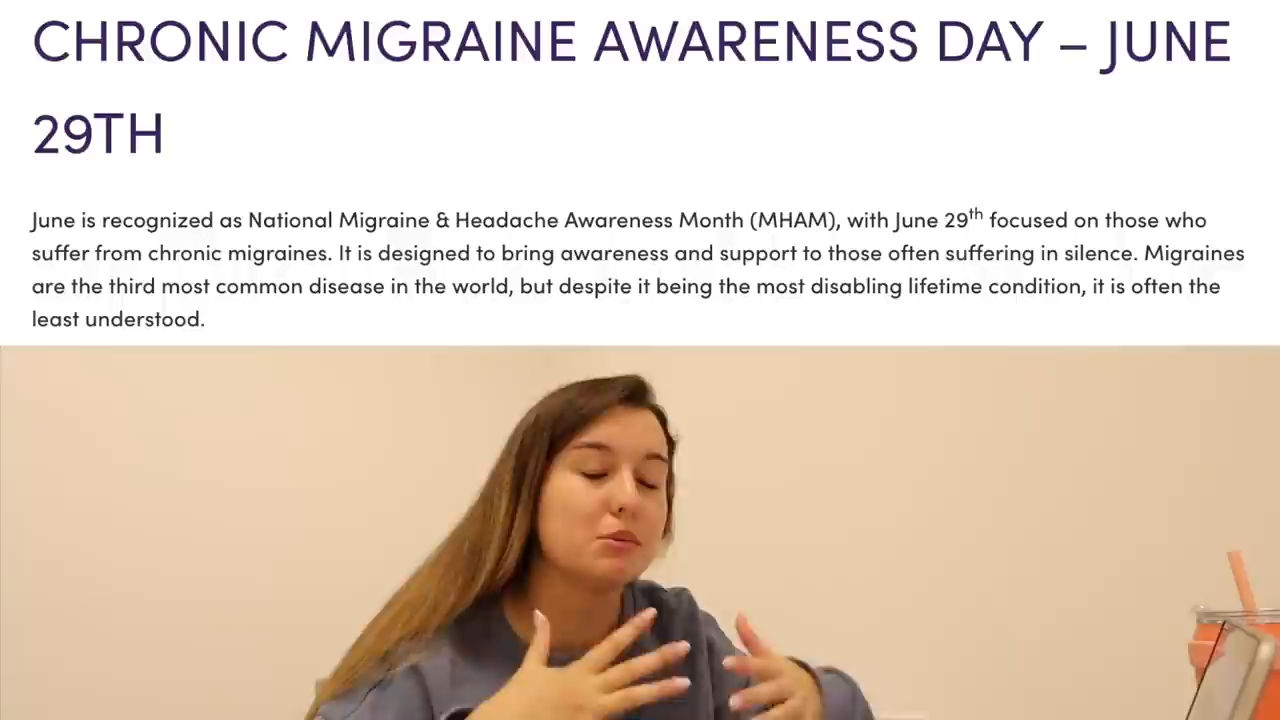 CHRONIC MIGRAINE AWARENESS DAY – JUNE
29TH
June is recognized as National Migraine & Headache Awareness Month (MHAM), with June 29th focused on those who
suffer from chronic migraines. It is designed to bring awareness and support to those often suffering in silence. Migraines
are the third most common disease in the world, but despite it being the most disabling lifetime condition, it is often the
least understood.